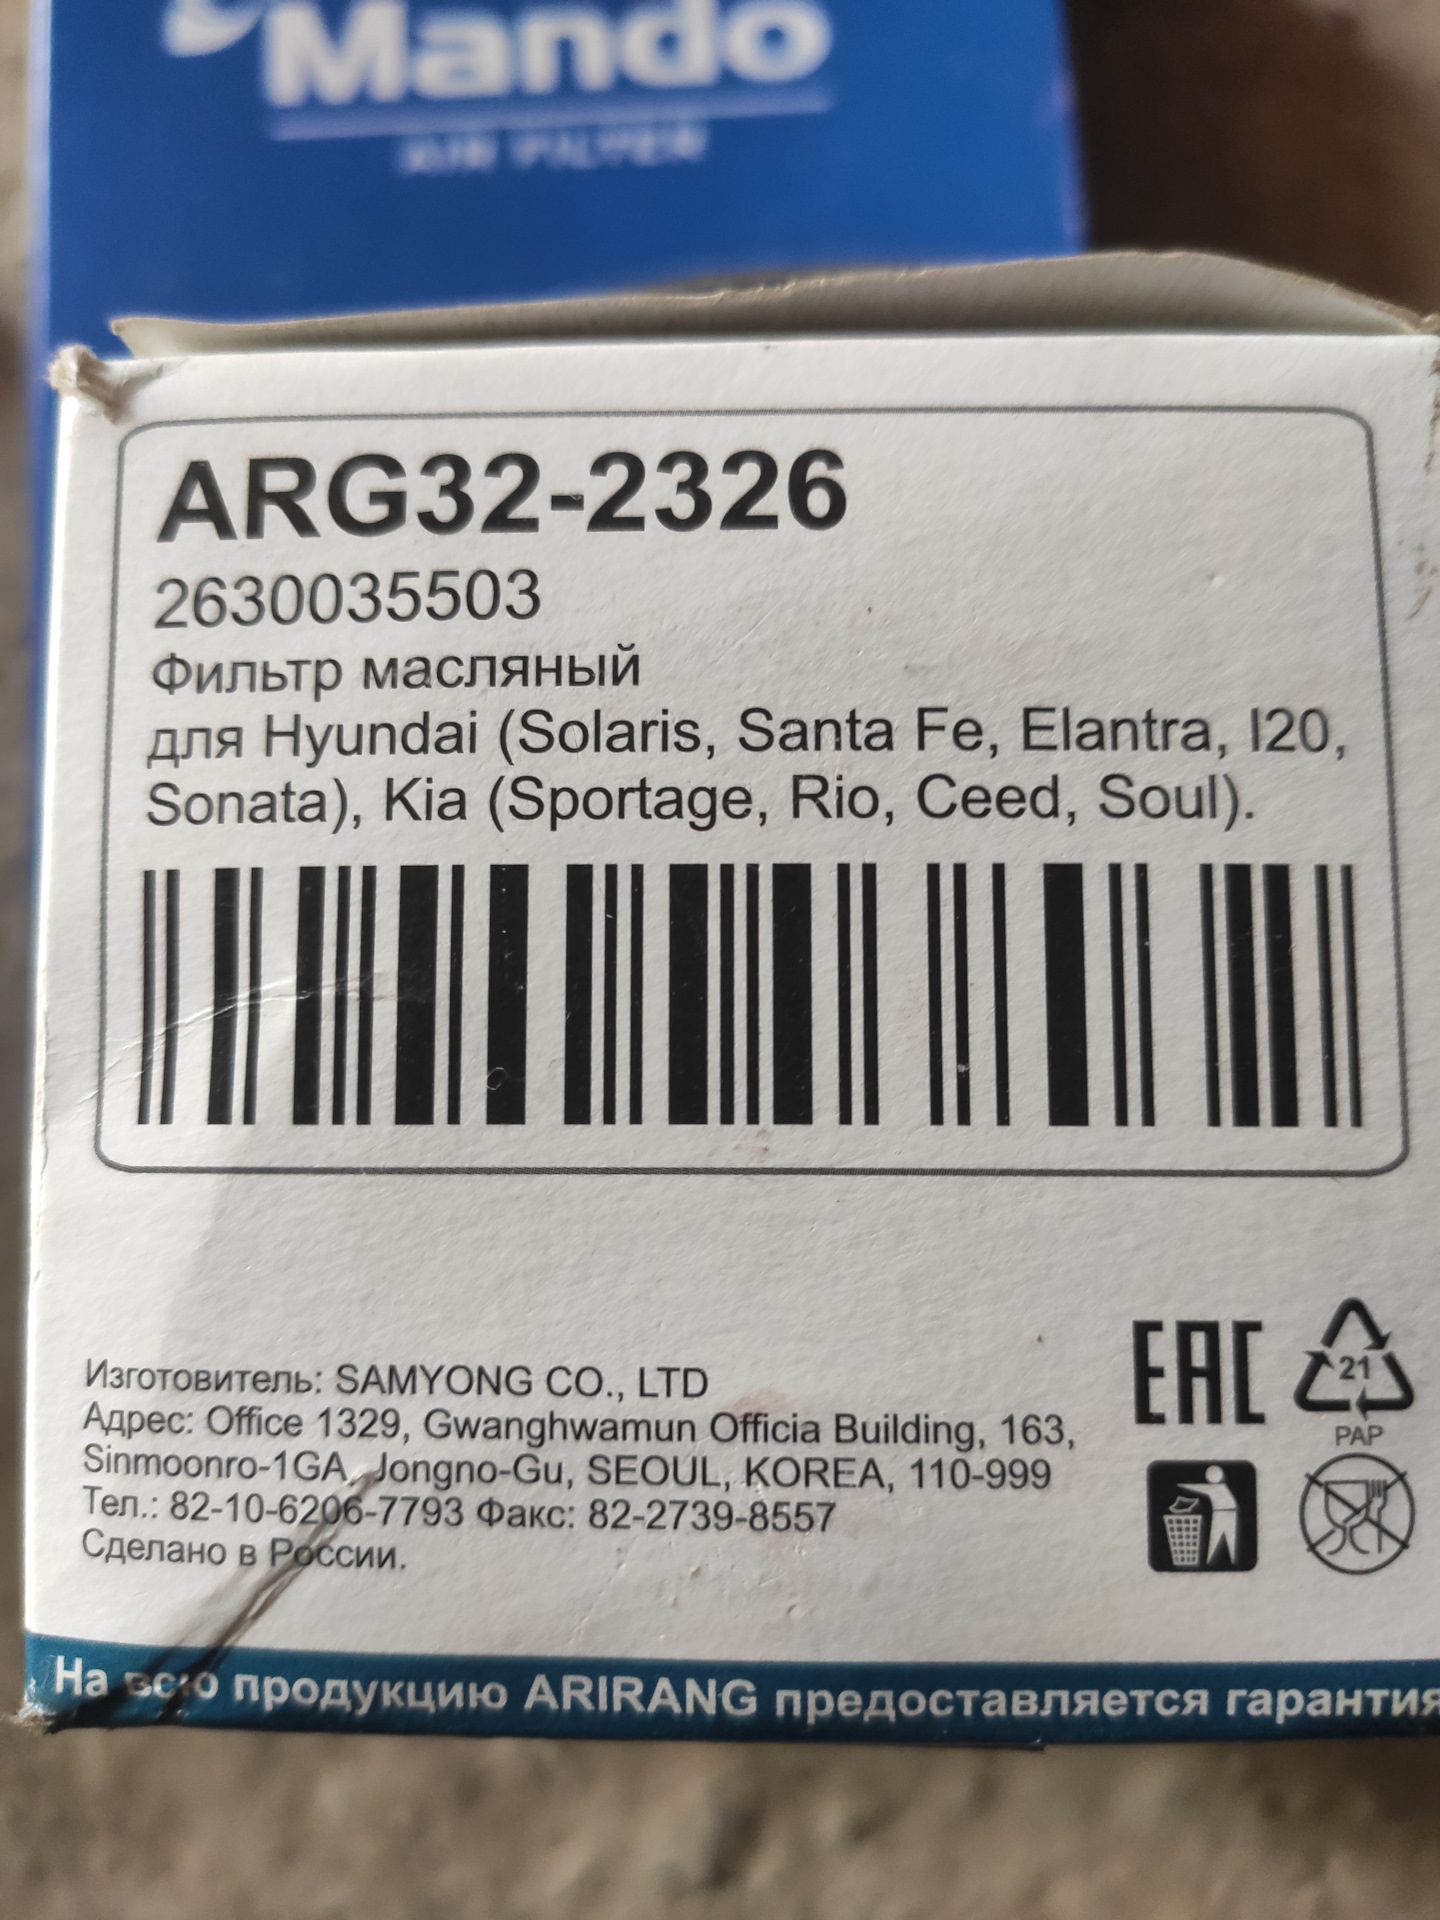 Mando
AIR FILTER
ARG32-2326
2630035503
Фильтр масляный
для Hyundai (Solaris, Santa Fe, Elantra, I20,
Sonata), Kia (Sportage, Rio, Ceed, Soul).
Изготовитель: SAMYONG CO., LTD
Адрес: Office 1329, Gwanghwamun Officia Building, 163,
Sinmoonro-1GA, Jongno-Gu, SEOUL, KOREA, 110-999
Тел.: 82-10-6206-7793 Факс: 82-2739-8557
Сделано в России.
EAC
21
PAP
На всю продукцию ARIRANG предоставляется гарантия